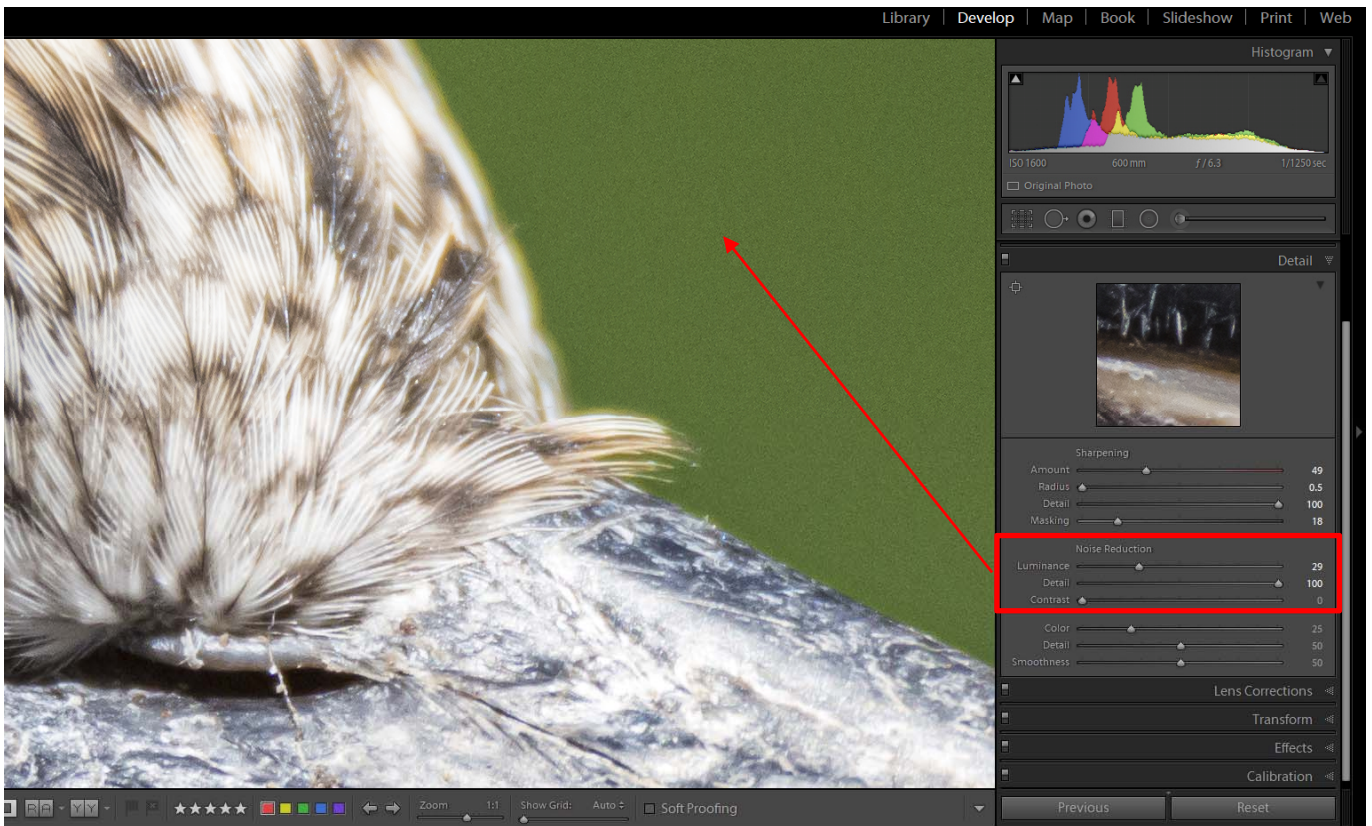 Library | Develop | Map | Book | Slideshow | Print | Web
Histogram
ISO 1600 600 mm ƒ / 6.3 1/1250 sec
Original Photo
Detail
Sharpening
Amount 49
Radius 0.5
Detail 100
Masking 18
Noise Reduction
Luminance 29
Detail 100
Contrast 0
Color 25
Detail 50
Smoothness 50
Lens Corrections
Transform
Effects
Calibration
RA YY Zoom 1:1 Show Grid: Auto Soft Proofing
Previous Reset